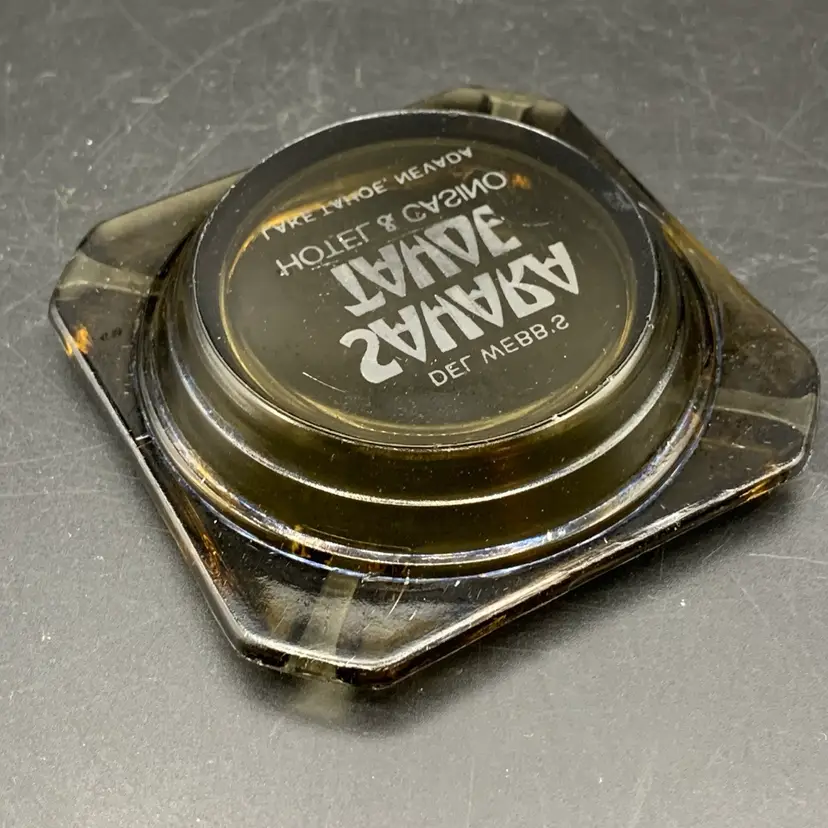 DEL WEBB'S
SAHARA
TAHOE
HOTEL & CASINO
LAKE TAHOE, NEVADA